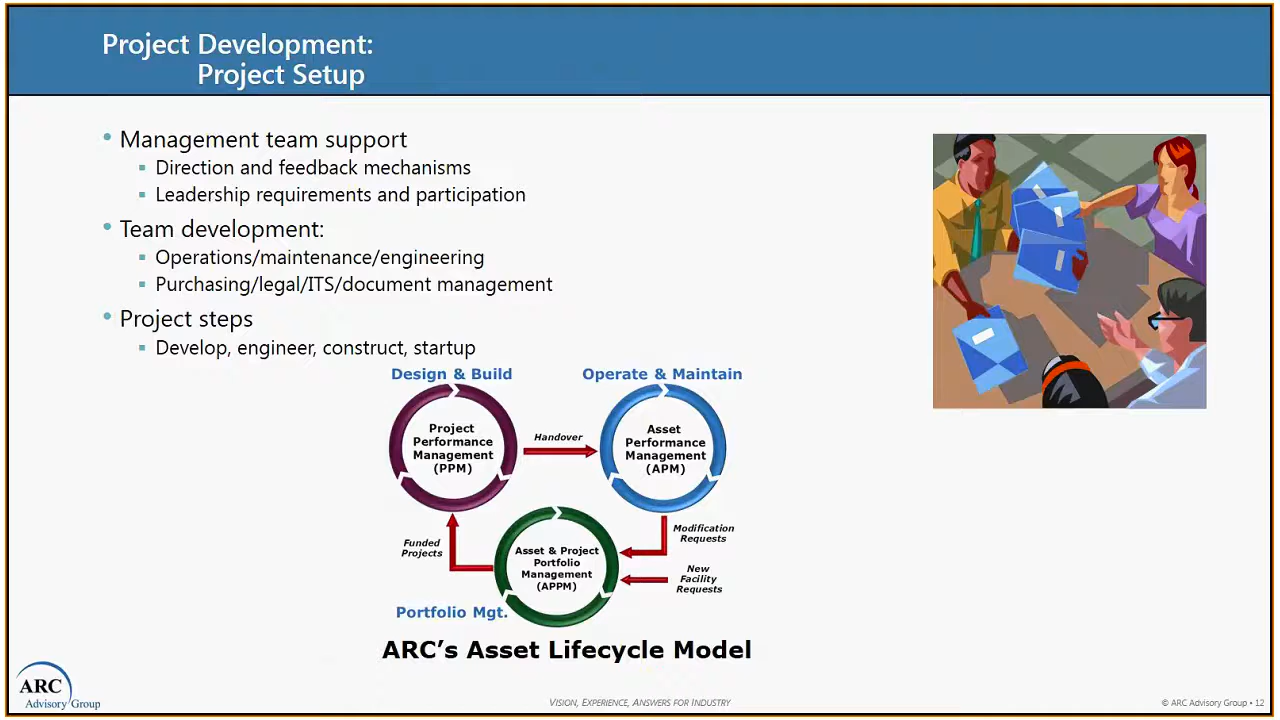 Project Development:
Project Setup
• Management team support
▪ Direction and feedback mechanisms
▪ Leadership requirements and participation
• Team development:
▪ Operations/maintenance/engineering
▪ Purchasing/legal/ITS/document management
• Project steps
▪ Develop, engineer, construct, startup
Design & Build
Operate & Maintain
Project
Performance
Management
(PPM)
Handover
Asset
Performance
Management
(APM)
Funded
Projects
Asset & Project
Portfolio
Management
(APPM)
Modification
Requests
New
Facility
Requests
Portfolio Mgt.
ARC’s Asset Lifecycle Model
ARC
Advisory Group
VISION, EXPERIENCE, ANSWERS FOR INDUSTRY
© ARC Advisory Group • 12